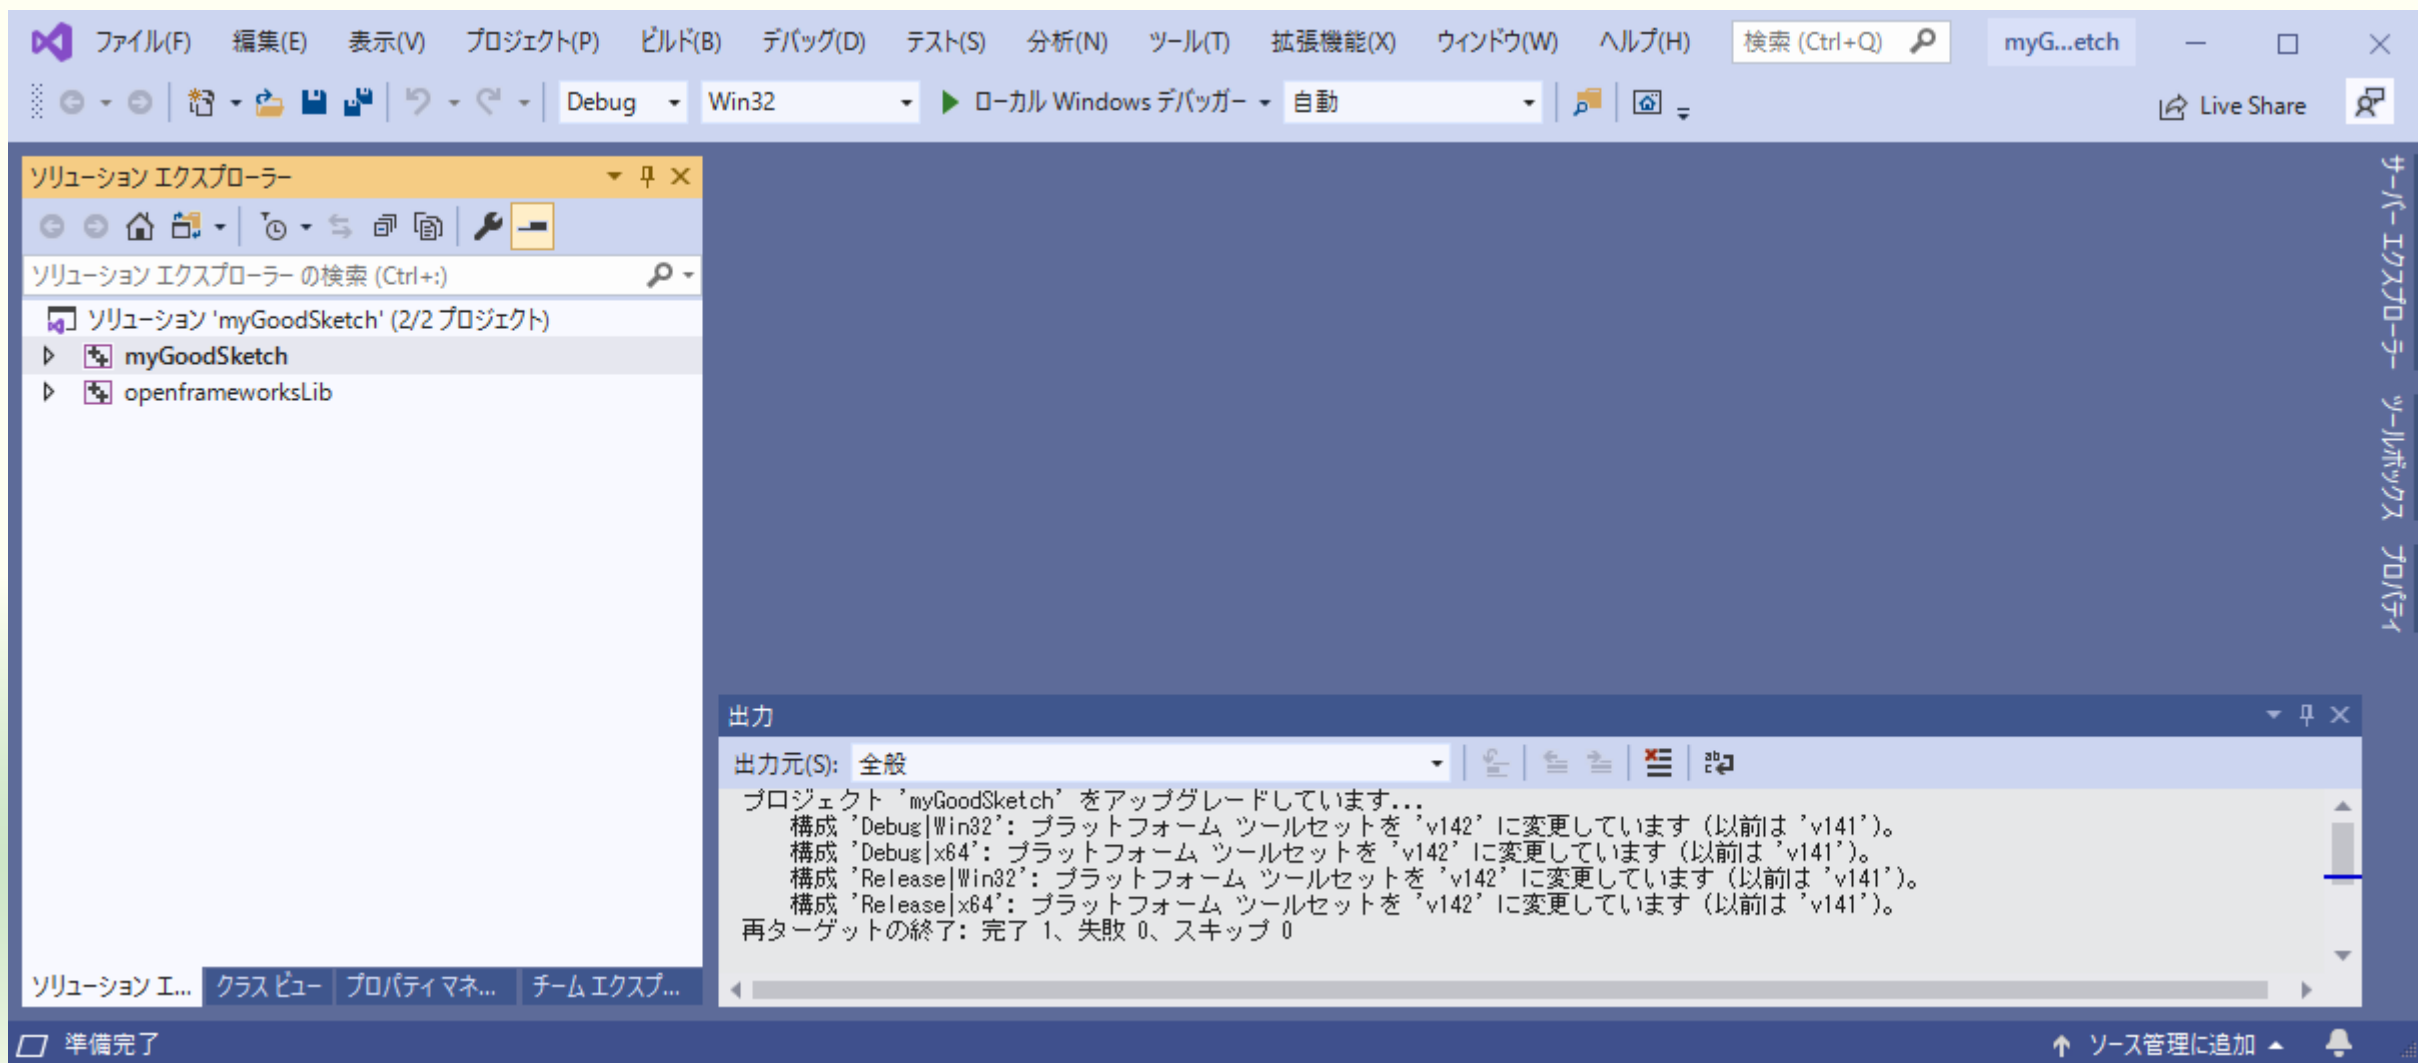 ファイル(F) 編集(E) 表示(V) プロジェクト(P) ビルド(B) デバッグ(D) テスト(S) 分析(N) ツール(T) 拡張機能(X) ウィンドウ(W) ヘルプ(H) 検索 (Ctrl+Q) myG...etch
Debug Win32 ローカル Windows デバッガー 自動 Live Share
ソリューション エクスプローラー
ソリューション エクスプローラー の検索 (Ctrl+:)
ソリューション 'myGoodSketch' (2/2 プロジェクト)
myGoodSketch
openframeworksLib
ソリューション エ... クラス ビュー プロパティ マネ... チーム エクスプ...
出力
出力元(S): 全般
プロジェクト 'myGoodSketch' をアップグレードしています...
構成 'Debug|Win32': プラットフォーム ツールセットを 'v142' に変更しています (以前は 'v141')。
構成 'Debug|x64': プラットフォーム ツールセットを 'v142' に変更しています (以前は 'v141')。
構成 'Release|Win32': プラットフォーム ツールセットを 'v142' に変更しています (以前は 'v141')。
構成 'Release|x64': プラットフォーム ツールセットを 'v142' に変更しています (以前は 'v141')。
再ターゲットの終了: 完了 1、失敗 0、スキップ 0
サーバー エクスプローラー
ツールボックス
プロパティ
準備完了 ソース管理に追加